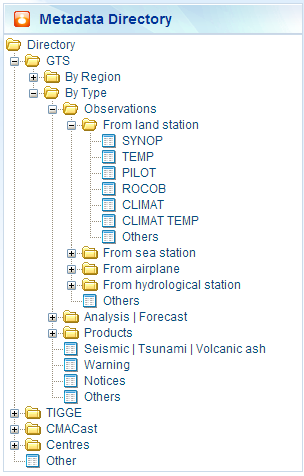 Metadata Directory
Directory
GTS
By Region
By Type
Observations
From land station
SYNOP
TEMP
PILOT
ROCOB
CLIMAT
CLIMAT TEMP
Others
From sea station
From airplane
From hydrological station
Others
Analysis | Forecast
Products
Seismic | Tsunami | Volcanic ash
Warning
Notices
Others
TIGGE
CMACast
Centres
Other